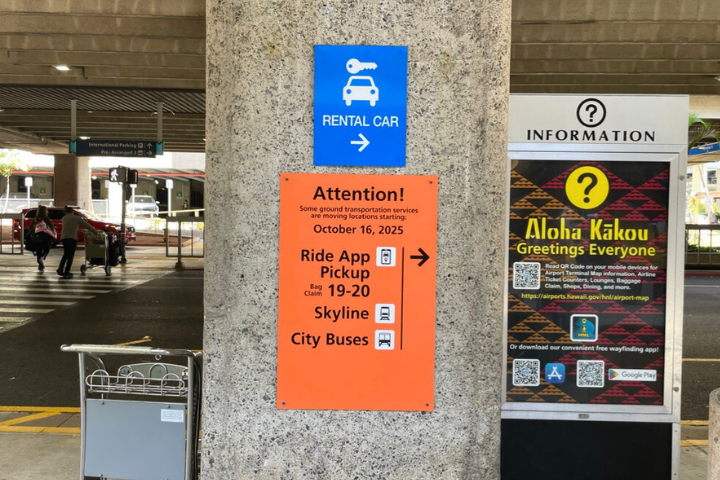 International Parking
RENTAL CAR
Attention!
Some ground transportation services
are moving locations starting:
October 16, 2025
Ride App
Pickup
Bag
Claim 19-20
Skyline
City Buses
?
INFORMATION
?
Aloha Kākou
Greetings Everyone
Read QR Code on your mobile devices for
Airport Terminal Map information, Airline
Ticket Counters, Lounges, Baggage
Claim, Shops, Dining, and more.
https://airports.hawaii.gov/hnl/airport-map
Or download our convenient free wayfinding app!
Google Play